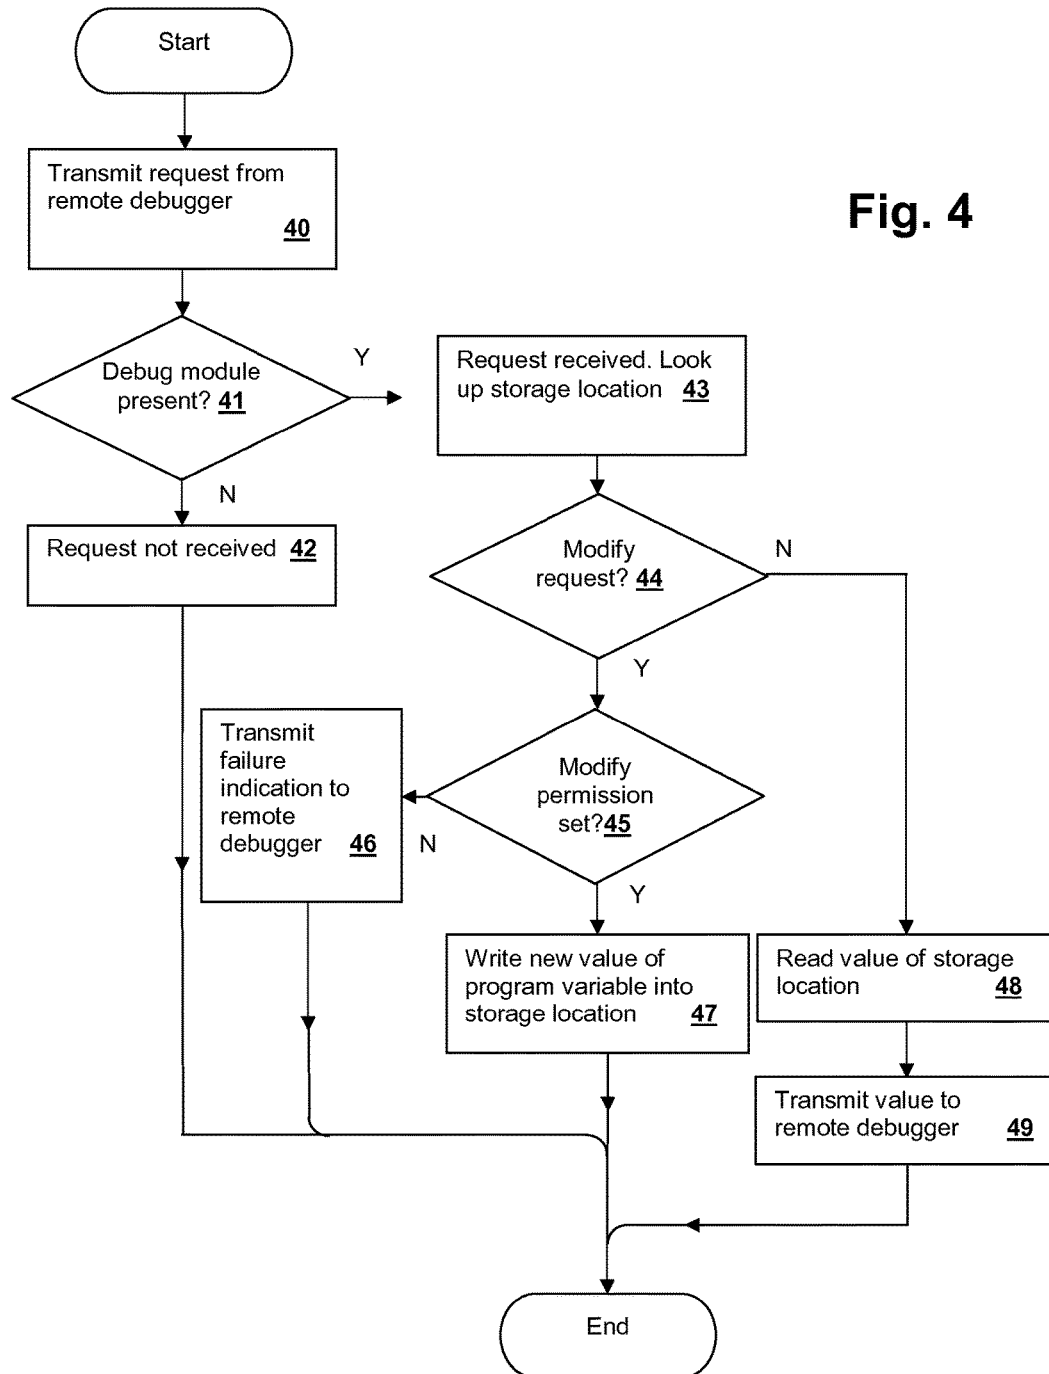 Start
Transmit request from
remote debugger
40
Fig. 4
Debug module
present? 41
Y
N
Request received. Look
up storage location 43
Request not received 42
Modify
request? 44
N
Y
Transmit
failure
indication to
remote
debugger 46
Modify
permission
set?45
N
Y
Write new value of
program variable into
storage location 47
Read value of storage
location 48
Transmit value to
remote debugger 49
End